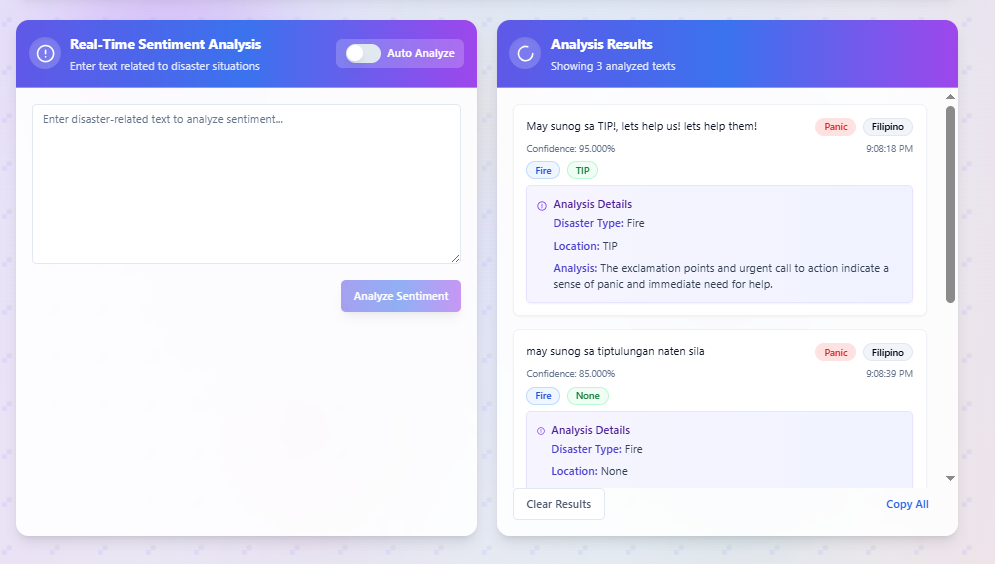 Real-Time Sentiment Analysis
Enter text related to disaster situations
Auto Analyze
Enter disaster-related text to analyze sentiment...
Analyze Sentiment
Analysis Results
Showing 3 analyzed texts
May sunog sa TIP!, lets help us! lets help them!
Panic
Filipino
Confidence: 95.000%
9:08:18 PM
Fire
TIP
Analysis Details
Disaster Type: Fire
Location: TIP
Analysis: The exclamation points and urgent call to action indicate a
sense of panic and immediate need for help.
may sunog sa tiptulungan naten sila
Panic
Filipino
Confidence: 85.000%
9:08:39 PM
Fire
None
Analysis Details
Disaster Type: Fire
Location: None
Clear Results
Copy All